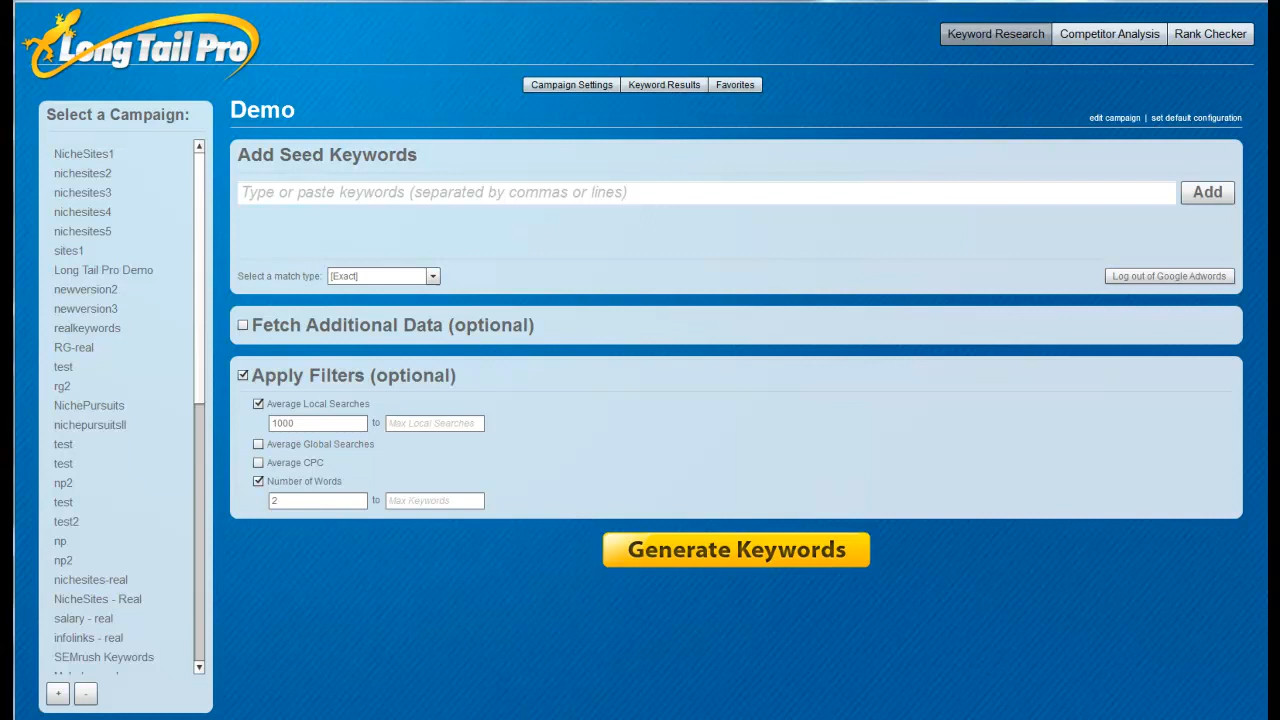 Long Tail Pro
Keyword Research Competitor Analysis Rank Checker
Campaign Settings Keyword Results Favorites
Select a Campaign:
NicheSites1
nichesites2
nichesites3
nichesites4
nichesites5
sites1
Long Tail Pro Demo
newversion2
newversion3
realkeywords
RG-real
test
rg2
NichePursuits
nichepursuitsII
test
test
np2
test
test2
np
np2
nichesites-real
NicheSites - Real
salary - real
infolinks - real
SEMrush Keywords
+ -
Demo
edit campaign | set default configuration
Add Seed Keywords
Type or paste keywords (separated by commas or lines) Add
Select a match type: [Exact] Log out of Google Adwords
Fetch Additional Data (optional)
Apply Filters (optional)
Average Local Searches
1000 to Max Local Searches
Average Global Searches
Average CPC
Number of Words
2 to Max Keywords
Generate Keywords